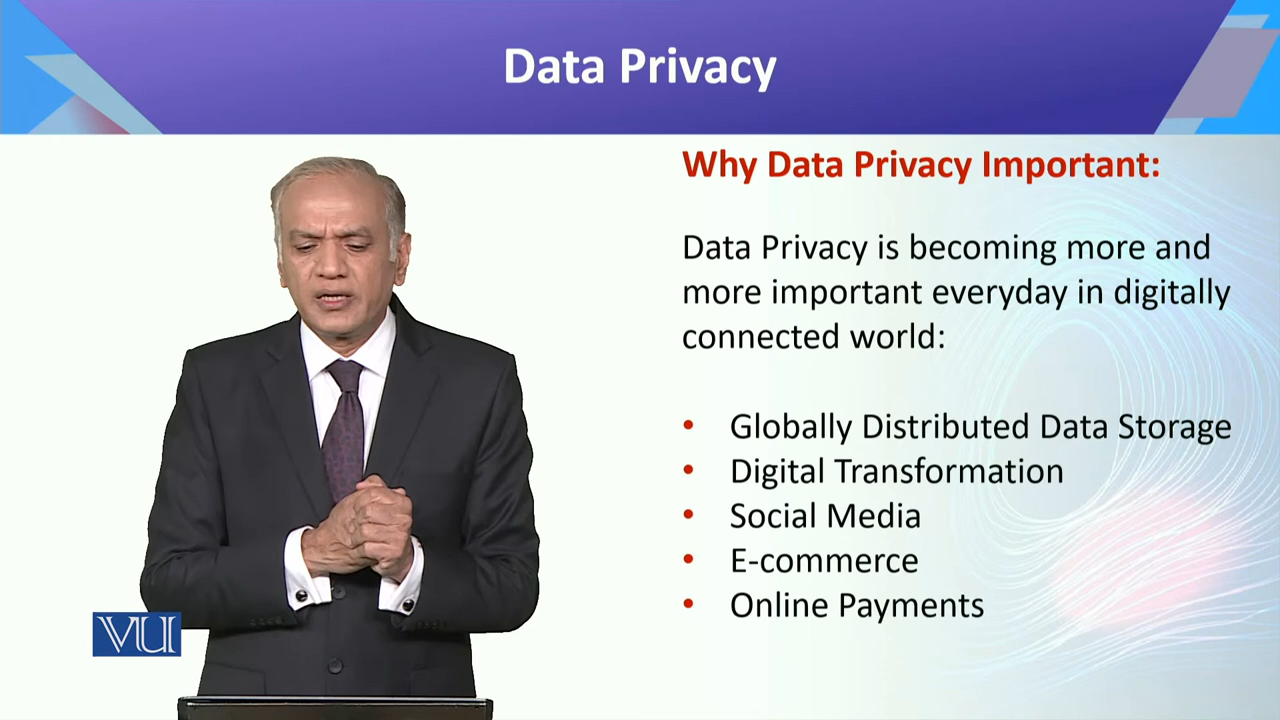 Data Privacy
Why Data Privacy Important:
Data Privacy is becoming more and
more important everyday in digitally
connected world:
• Globally Distributed Data Storage
• Digital Transformation
• Social Media
• E-commerce
• Online Payments
VU